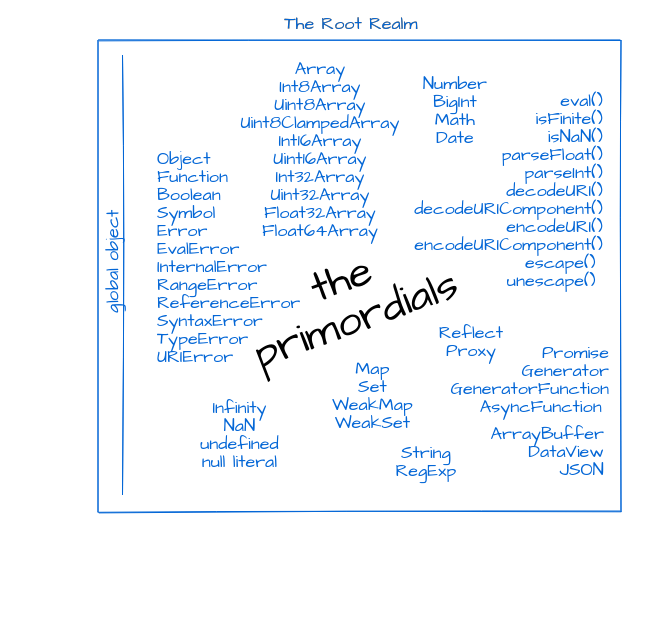 The Root Realm
global object
Array
Int8Array
Uint8Array
Uint8ClampedArray
Int16Array
Uint16Array
Int32Array
Uint32Array
Float32Array
Float64Array
Number
BigInt
Math
Date
eval()
isFinite()
isNaN()
parseFloat()
parseInt()
decodeURI()
decodeURIComponent()
encodeURI()
encodeURIComponent()
escape()
unescape()
Object
Function
Boolean
Symbol
Error
EvalError
InternalError
RangeError
ReferenceError
SyntaxError
TypeError
URIError
the
primordials
Reflect
Proxy
Promise
Generator
GeneratorFunction
AsyncFunction
Map
Set
WeakMap
WeakSet
Infinity
NaN
undefined
null literal
ArrayBuffer
DataView
JSON
String
RegExp